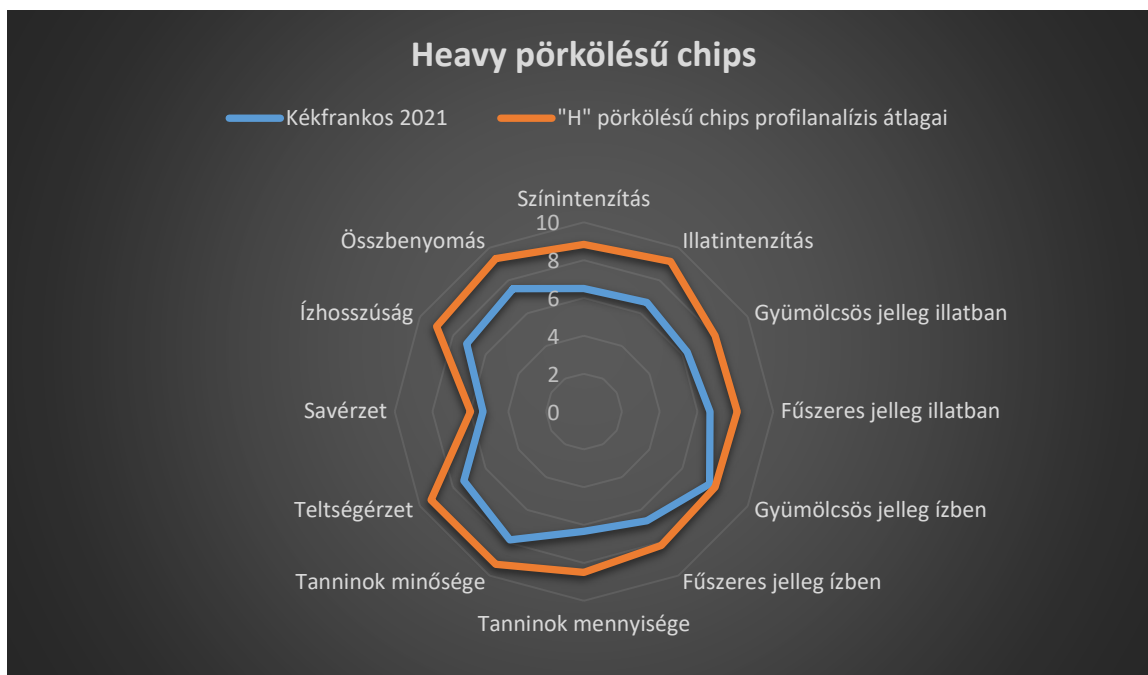 Heavy pörkölésű chips
Kékfrankos 2021
"H" pörkölésű chips profilanalízis átlagai
Színintenzítás
Illatintenzítás
Gyümölcsös jelleg illatban
Fűszeres jelleg illatban
Gyümölcsös jelleg ízben
Fűszeres jelleg ízben
Tanninok mennyisége
Tanninok minősége
Teltségérzet
Savérzet
Ízhosszúság
Összbenyomás
10
8
6
4
2
0